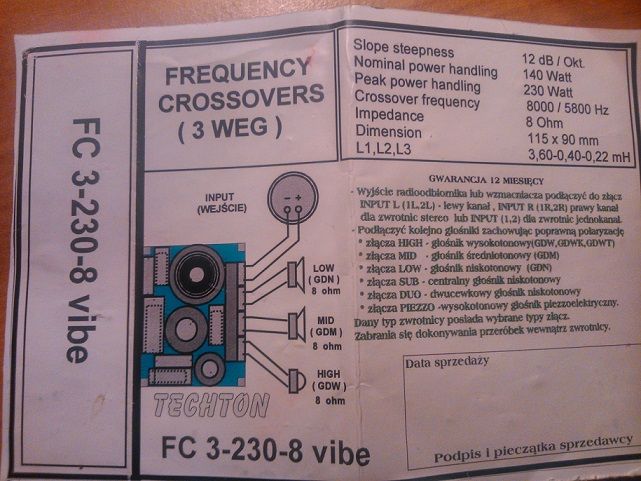 FC 3-230-8 vibe
FREQUENCY
CROSSOVERS
( 3 WEG )
INPUT
(WEJŚCIE)
- +
LOW
( GDN )
8 ohm
MID
( GDM )
8 ohm
HIGH
( GDW )
8 ohm
TECHTON
FC 3-230-8 vibe
Slope steepness 12 dB / Okt.
Nominal power handling 140 Watt
Peak power handling 230 Watt
Crossover frequency 8000 / 5800 Hz
Impedance 8 Ohm
Dimension 115 x 90 mm
L1,L2,L3 3,60-0,40-0,22 mH
GWARANCJA 12 MIESIĘCY
- Wyjście radioodbiornika lub wzmacniacza podłączyć do złącz
INPUT L (1L,2L) - lewy kanał , INPUT R (1R,2R) prawy kanał
dla zwrotnic stereo lub INPUT (1,2) dla zwrotnic jednokanał.
- Podłączyć kolejno głośniki zachowując poprawną polaryzację
* złącza HIGH - głośnik wysokotonowy(GDW,GDWK,GDWT)
* złącza MID - głośnik średniotonowy (GDM)
* złącza LOW - głośnik niskotonowy (GDN)
* złącza SUB - centralny głośnik niskotonowy
* złącza DUO - dwucewkowy głośnik niskotonowy
* złącza PIEZZO -wysokotonowy głośnik piezzoelektryczny.
Dany typ zwrotnicy posiada wybrane typy złącz.
Zabrania się dokonywania przeróbek wewnątrz zwrotnicy.
Data sprzedaży
Podpis i pieczątka sprzedawcy